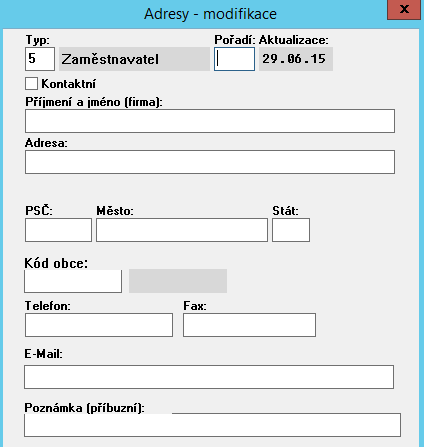 Adresy - modifikace x
Typ: Pořadí: Aktualizace:
5 Zaměstnavatel 29.06.15
Kontaktní
Příjmení a jméno (firma):
Adresa:
PSČ: Město: Stát:
Kód obce:
Telefon: Fax:
E-Mail:
Poznámka (příbuzní):